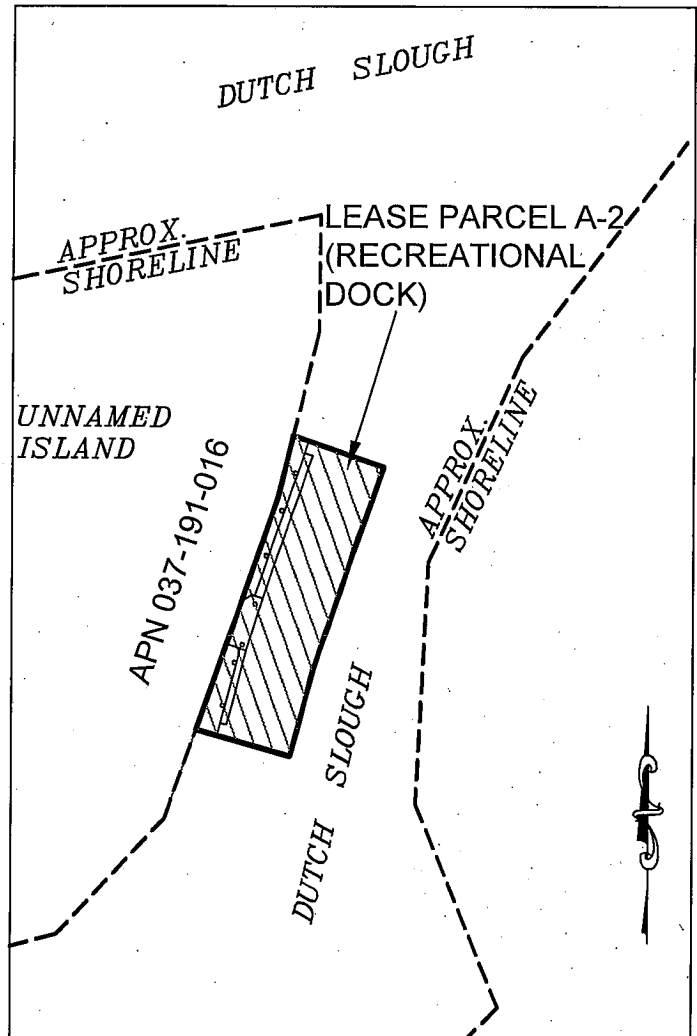 DUTCH SLOUGH
APPROX.
SHORELINE
LEASE PARCEL A-2
(RECREATIONAL
DOCK)
UNNAMED
ISLAND
APN 037-191-016
APPROX.
SHORELINE
DUTCH SLOUGH